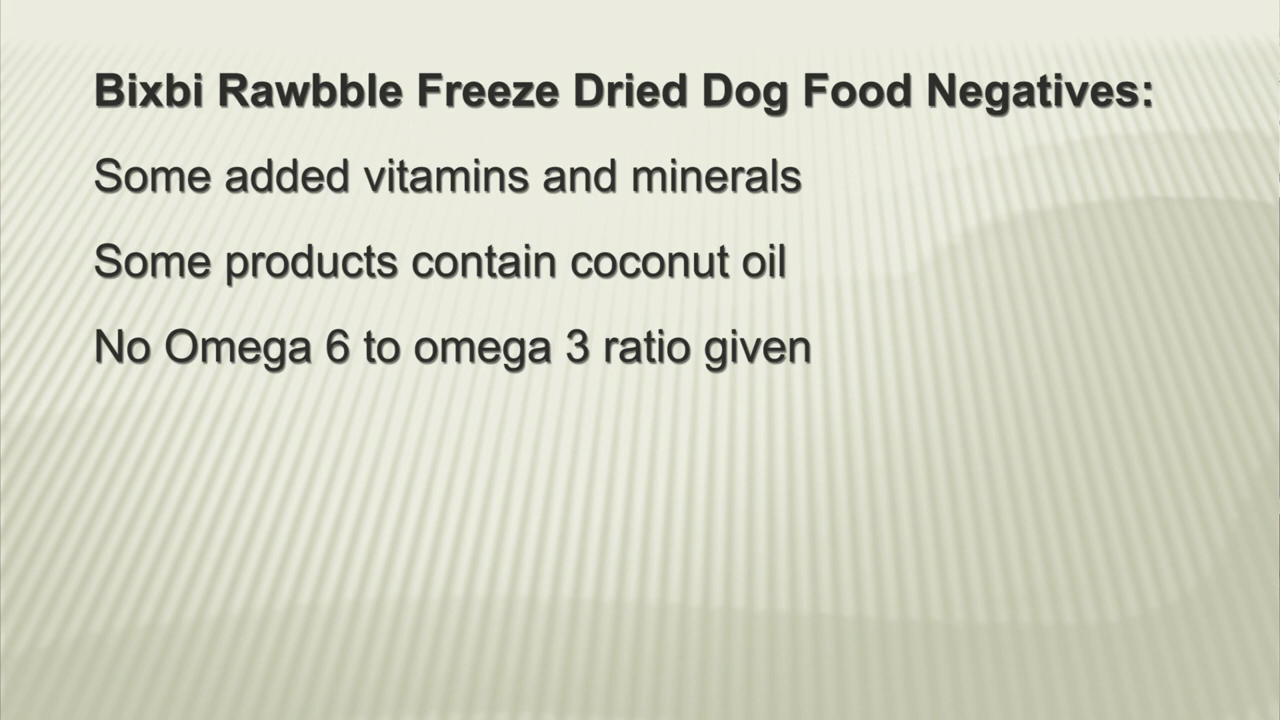 Bixbi Rawbble Freeze Dried Dog Food Negatives:
Some added vitamins and minerals
Some products contain coconut oil
No Omega 6 to omega 3 ratio given